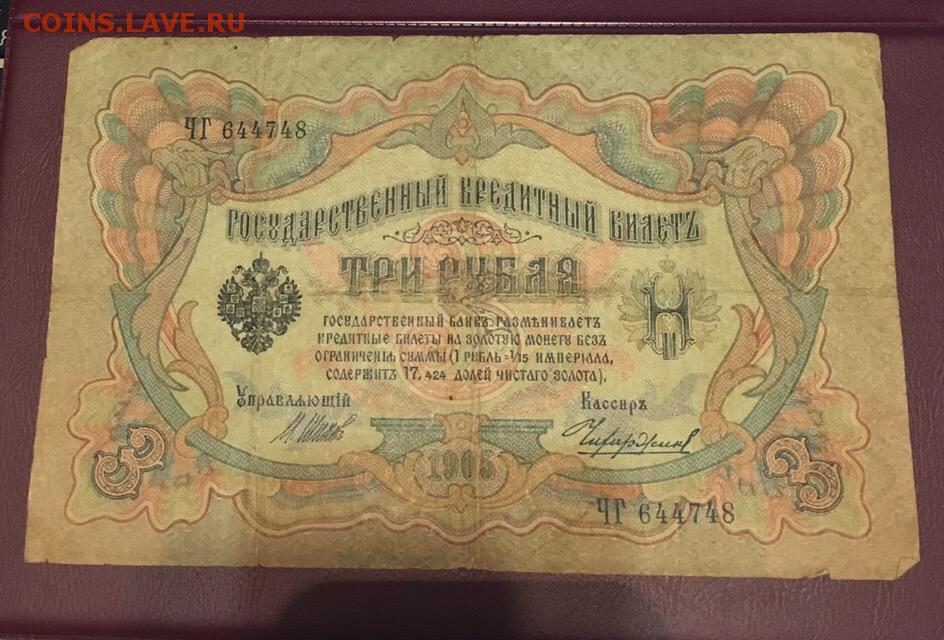 COINS.LAVE.RU
ЧГ 644748
ГОСУДАРСТВЕННЫЙ КРЕДИТНЫЙ БИЛЕТЪ
ТРИ РУБЛЯ
ГОСУДАРСТВЕННЫЙ БАНКЪ РАЗМѢНИВАЕТЪ
КРЕДИТНЫЕ БИЛЕТЫ НА ЗОЛОТУЮ МОНЕТУ БЕЗЪ
ОГРАНИЧЕНІЯ СУММЫ (1 РУБЛЬ = 1/15 ИМПЕРІАЛА,
СОДЕРЖИТЪ 17,424 ДОЛЕЙ ЧИСТАГО ЗОЛОТА).
Управляющій Кассиръ
И. Шипов
3 1905 3
ЧГ 644748